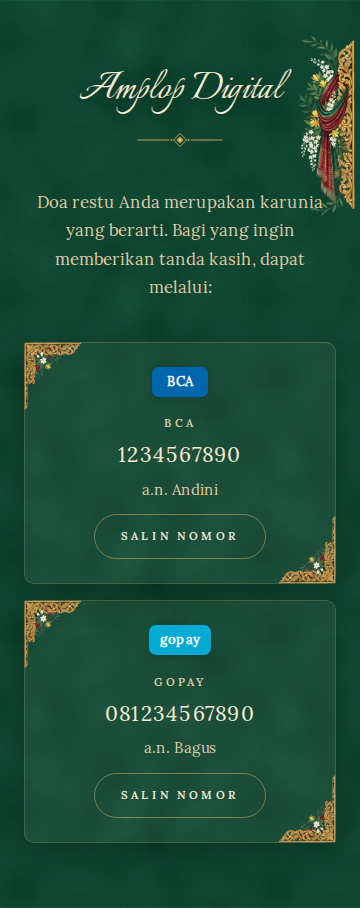 Amplop Digital
Doa restu Anda merupakan karunia
yang berarti. Bagi yang ingin
memberikan tanda kasih, dapat
melalui:
BCA
BCA
1234567890
a.n. Andini
SALIN NOMOR
gopay
GOPAY
081234567890
a.n. Bagus
SALIN NOMOR